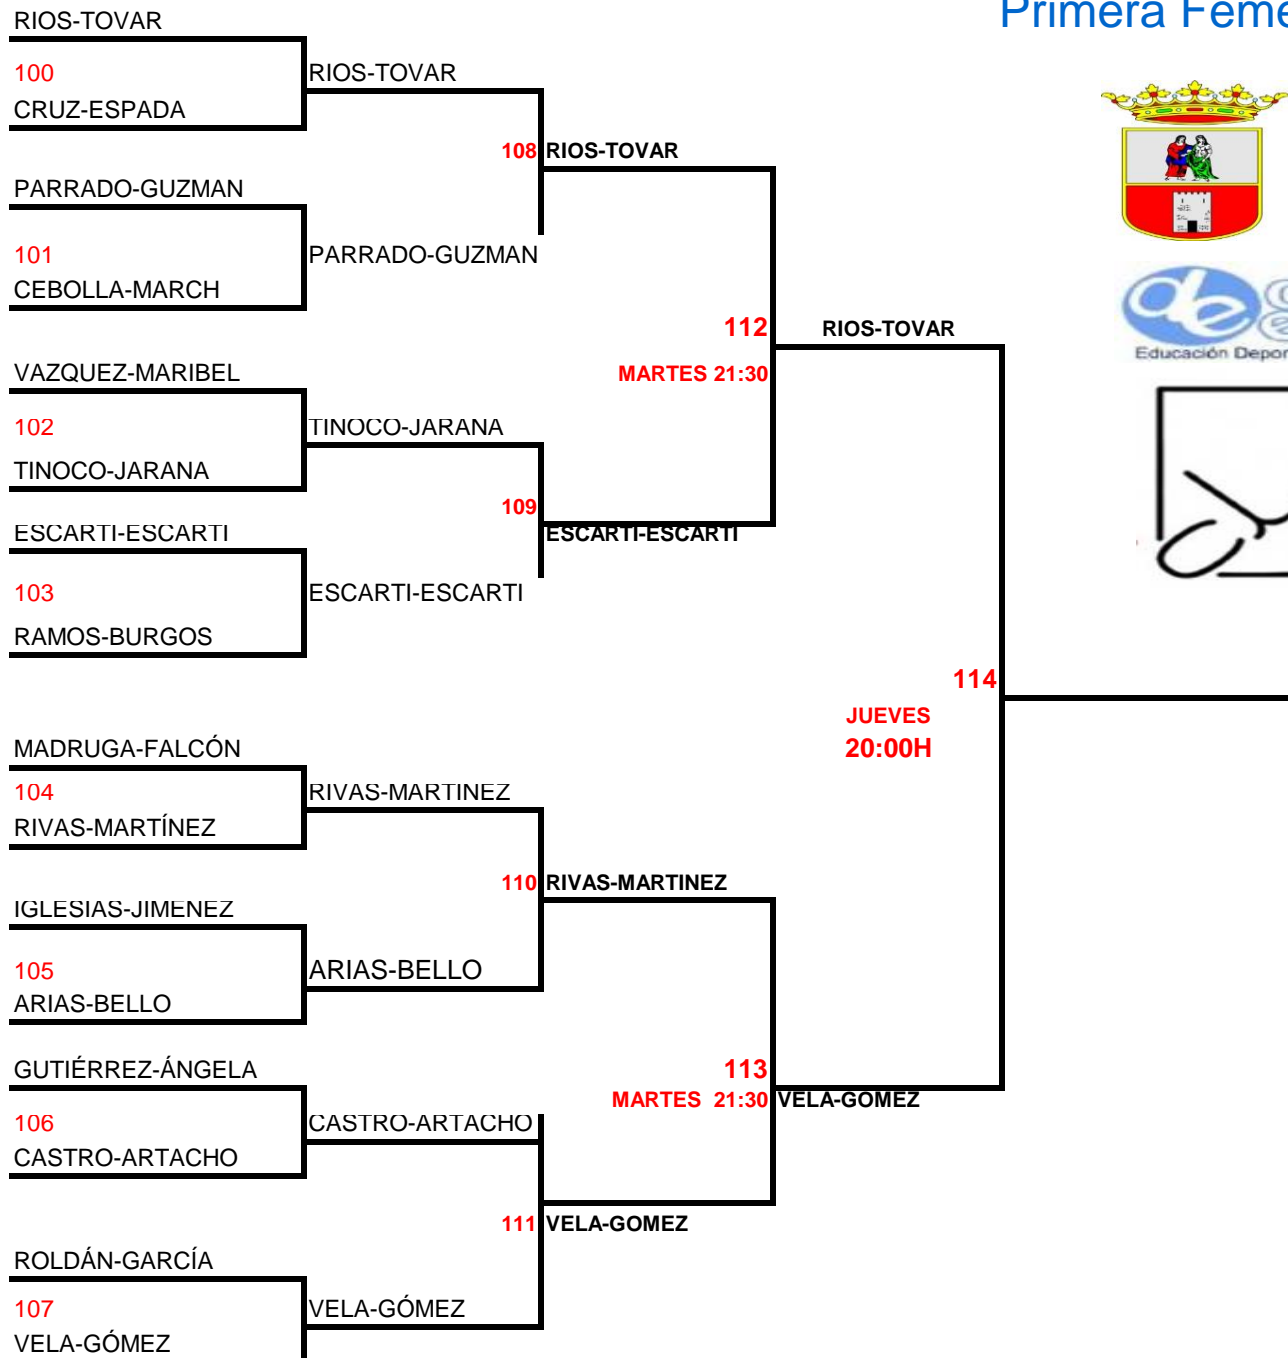 Primera Feme
RIOS-TOVAR
100
CRUZ-ESPADA
RIOS-TOVAR
108 RIOS-TOVAR
PARRADO-GUZMAN
101
CEBOLLA-MARCH
PARRADO-GUZMAN
112
MARTES 21:30
RIOS-TOVAR
VAZQUEZ-MARIBEL
102
TINOCO-JARANA
TINOCO-JARANA
109
ESCARTI-ESCARTI
ESCARTI-ESCARTI
103
RAMOS-BURGOS
ESCARTI-ESCARTI
114
JUEVES
20:00H
MADRUGA-FALCÓN
104
RIVAS-MARTÍNEZ
RIVAS-MARTINEZ
110 RIVAS-MARTINEZ
IGLESIAS-JIMENEZ
105
ARIAS-BELLO
ARIAS-BELLO
113
MARTES 21:30
VELA-GOMEZ
GUTIÉRREZ-ÁNGELA
106
CASTRO-ARTACHO
CASTRO-ARTACHO
111 VELA-GOMEZ
ROLDÁN-GARCÍA
107
VELA-GÓMEZ
VELA-GÓMEZ
de
Educación Depor